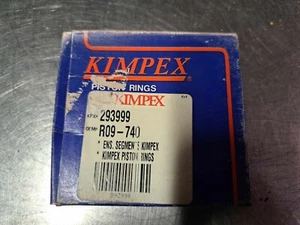 KIMPEX
PISTON RINGS
KIMPEX
293999
R09-740
* ENS. SEGMENTS KIMPEX
* KIMPEX PISTON RINGS